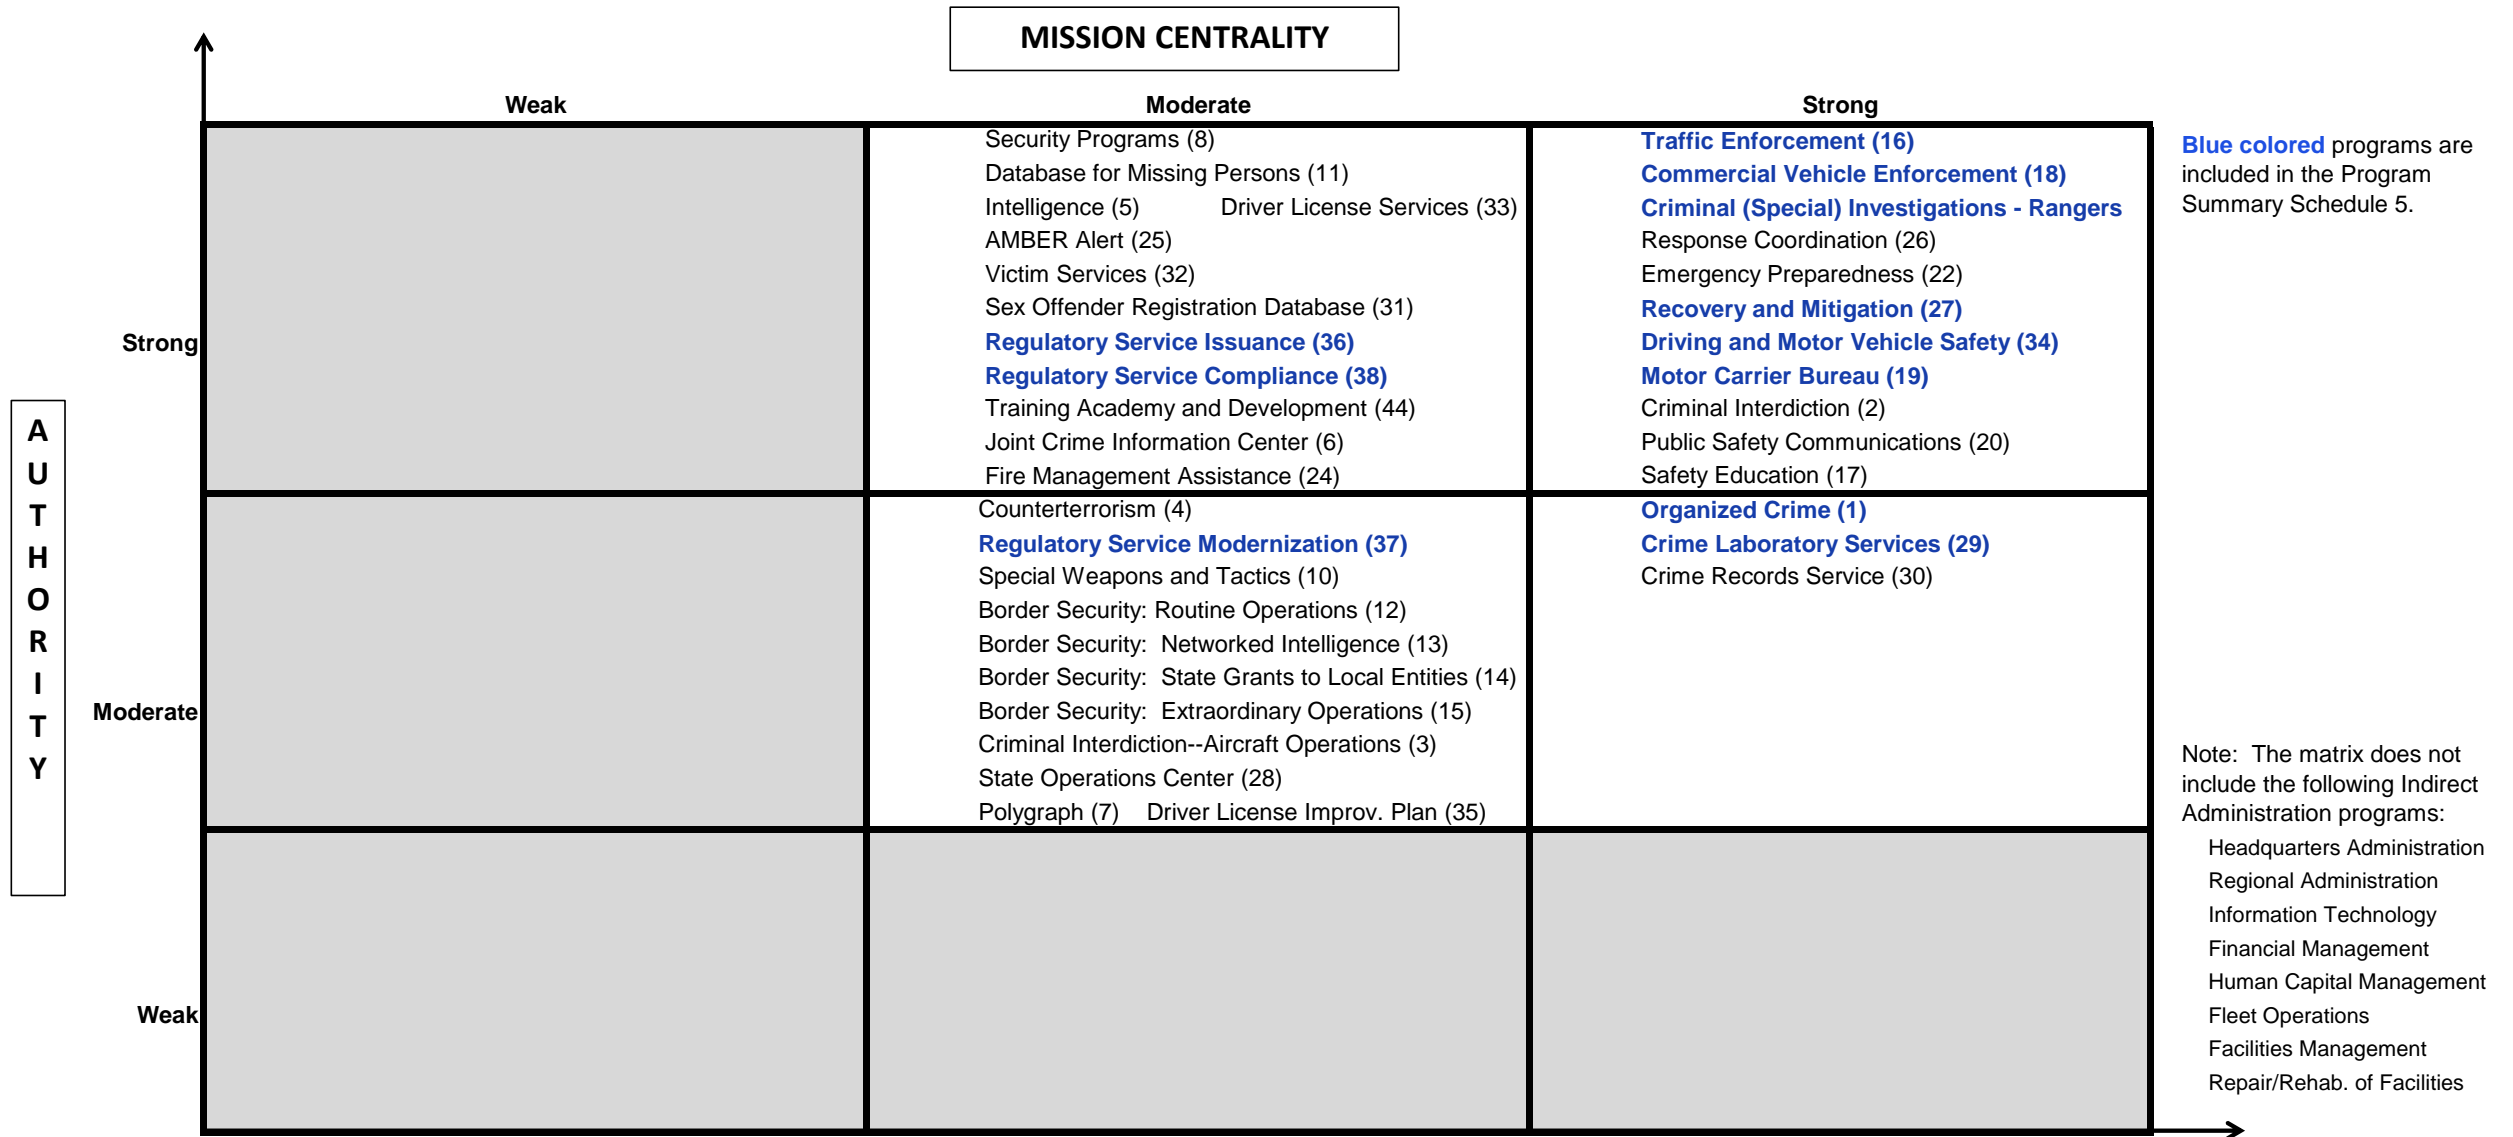 MISSION CENTRALITY
Weak
Moderate
Strong
AUTHORITY
Strong
Security Programs (8)
Database for Missing Persons (11)
Intelligence (5) Driver License Services (33)
AMBER Alert (25)
Victim Services (32)
Sex Offender Registration Database (31)
Regulatory Service Issuance (36)
Regulatory Service Compliance (38)
Training Academy and Development (44)
Joint Crime Information Center (6)
Fire Management Assistance (24)
Traffic Enforcement (16)
Commercial Vehicle Enforcement (18)
Criminal (Special) Investigations - Rangers
Response Coordination (26)
Emergency Preparedness (22)
Recovery and Mitigation (27)
Driving and Motor Vehicle Safety (34)
Motor Carrier Bureau (19)
Criminal Interdiction (2)
Public Safety Communications (20)
Safety Education (17)
Moderate
Counterterrorism (4)
Regulatory Service Modernization (37)
Special Weapons and Tactics (10)
Border Security: Routine Operations (12)
Border Security:  Networked Intelligence (13)
Border Security:  State Grants to Local Entities (14)
Border Security:  Extraordinary Operations (15)
Criminal Interdiction--Aircraft Operations (3)
State Operations Center (28)
Polygraph (7) Driver License Improv. Plan (35)
Organized Crime (1)
Crime Laboratory Services (29)
Crime Records Service (30)
Weak
Blue colored programs are
included in the Program
Summary Schedule 5.
Note:  The matrix does not
include the following Indirect
Administration programs:
Headquarters Administration
Regional Administration
Information Technology
Financial Management
Human Capital Management
Fleet Operations
Facilities Management
Repair/Rehab. of Facilities